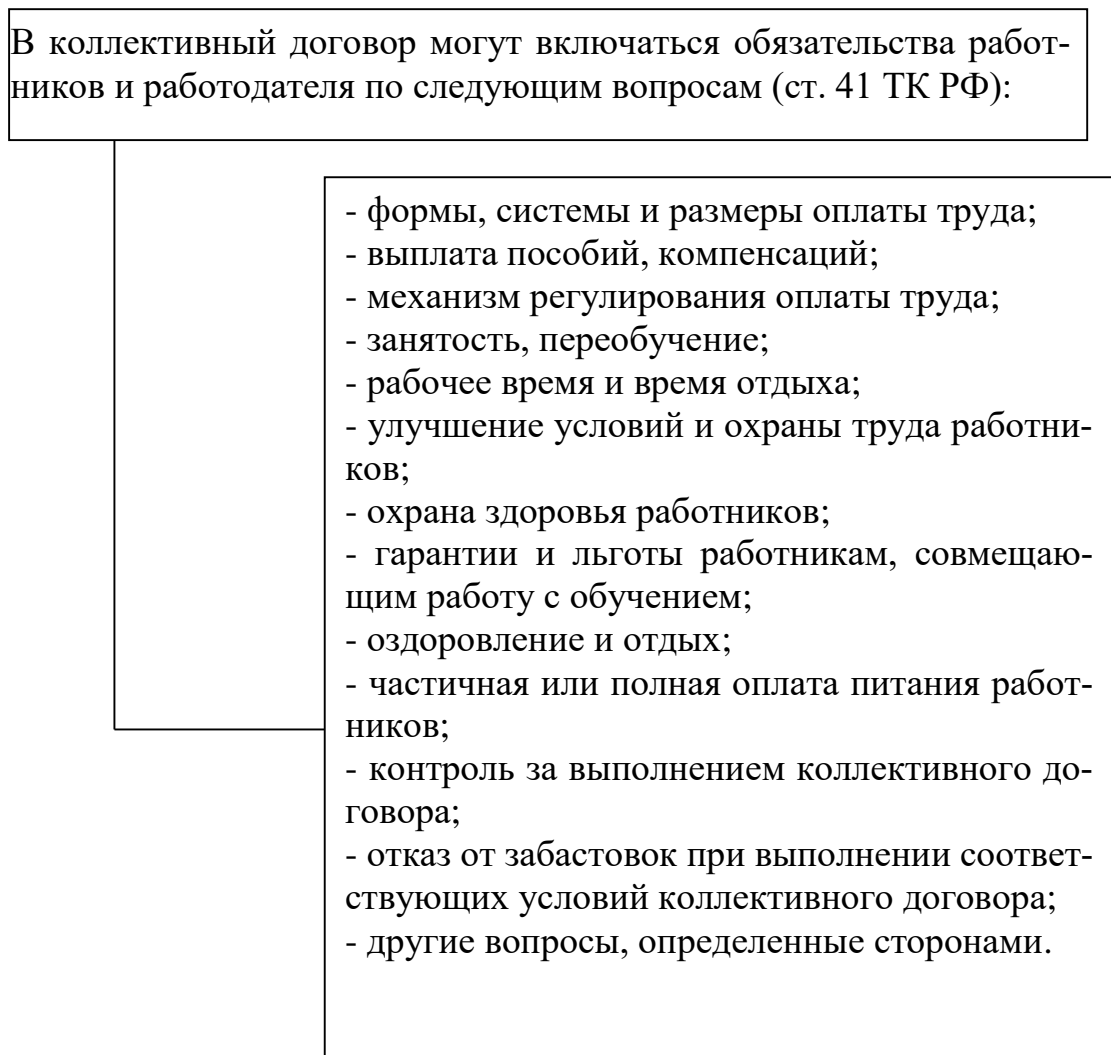 В коллективный договор могут включаться обязательства работ-
ников и работодателя по следующим вопросам (ст. 41 ТК РФ):
- формы, системы и размеры оплаты труда;
- выплата пособий, компенсаций;
- механизм регулирования оплаты труда;
- занятость, переобучение;
- рабочее время и время отдыха;
- улучшение условий и охраны труда работни-
ков;
- охрана здоровья работников;
- гарантии и льготы работникам, совмещаю-
щим работу с обучением;
- оздоровление и отдых;
- частичная или полная оплата питания работ-
ников;
- контроль за выполнением коллективного до-
говора;
- отказ от забастовок при выполнении соответ-
ствующих условий коллективного договора;
- другие вопросы, определенные сторонами.